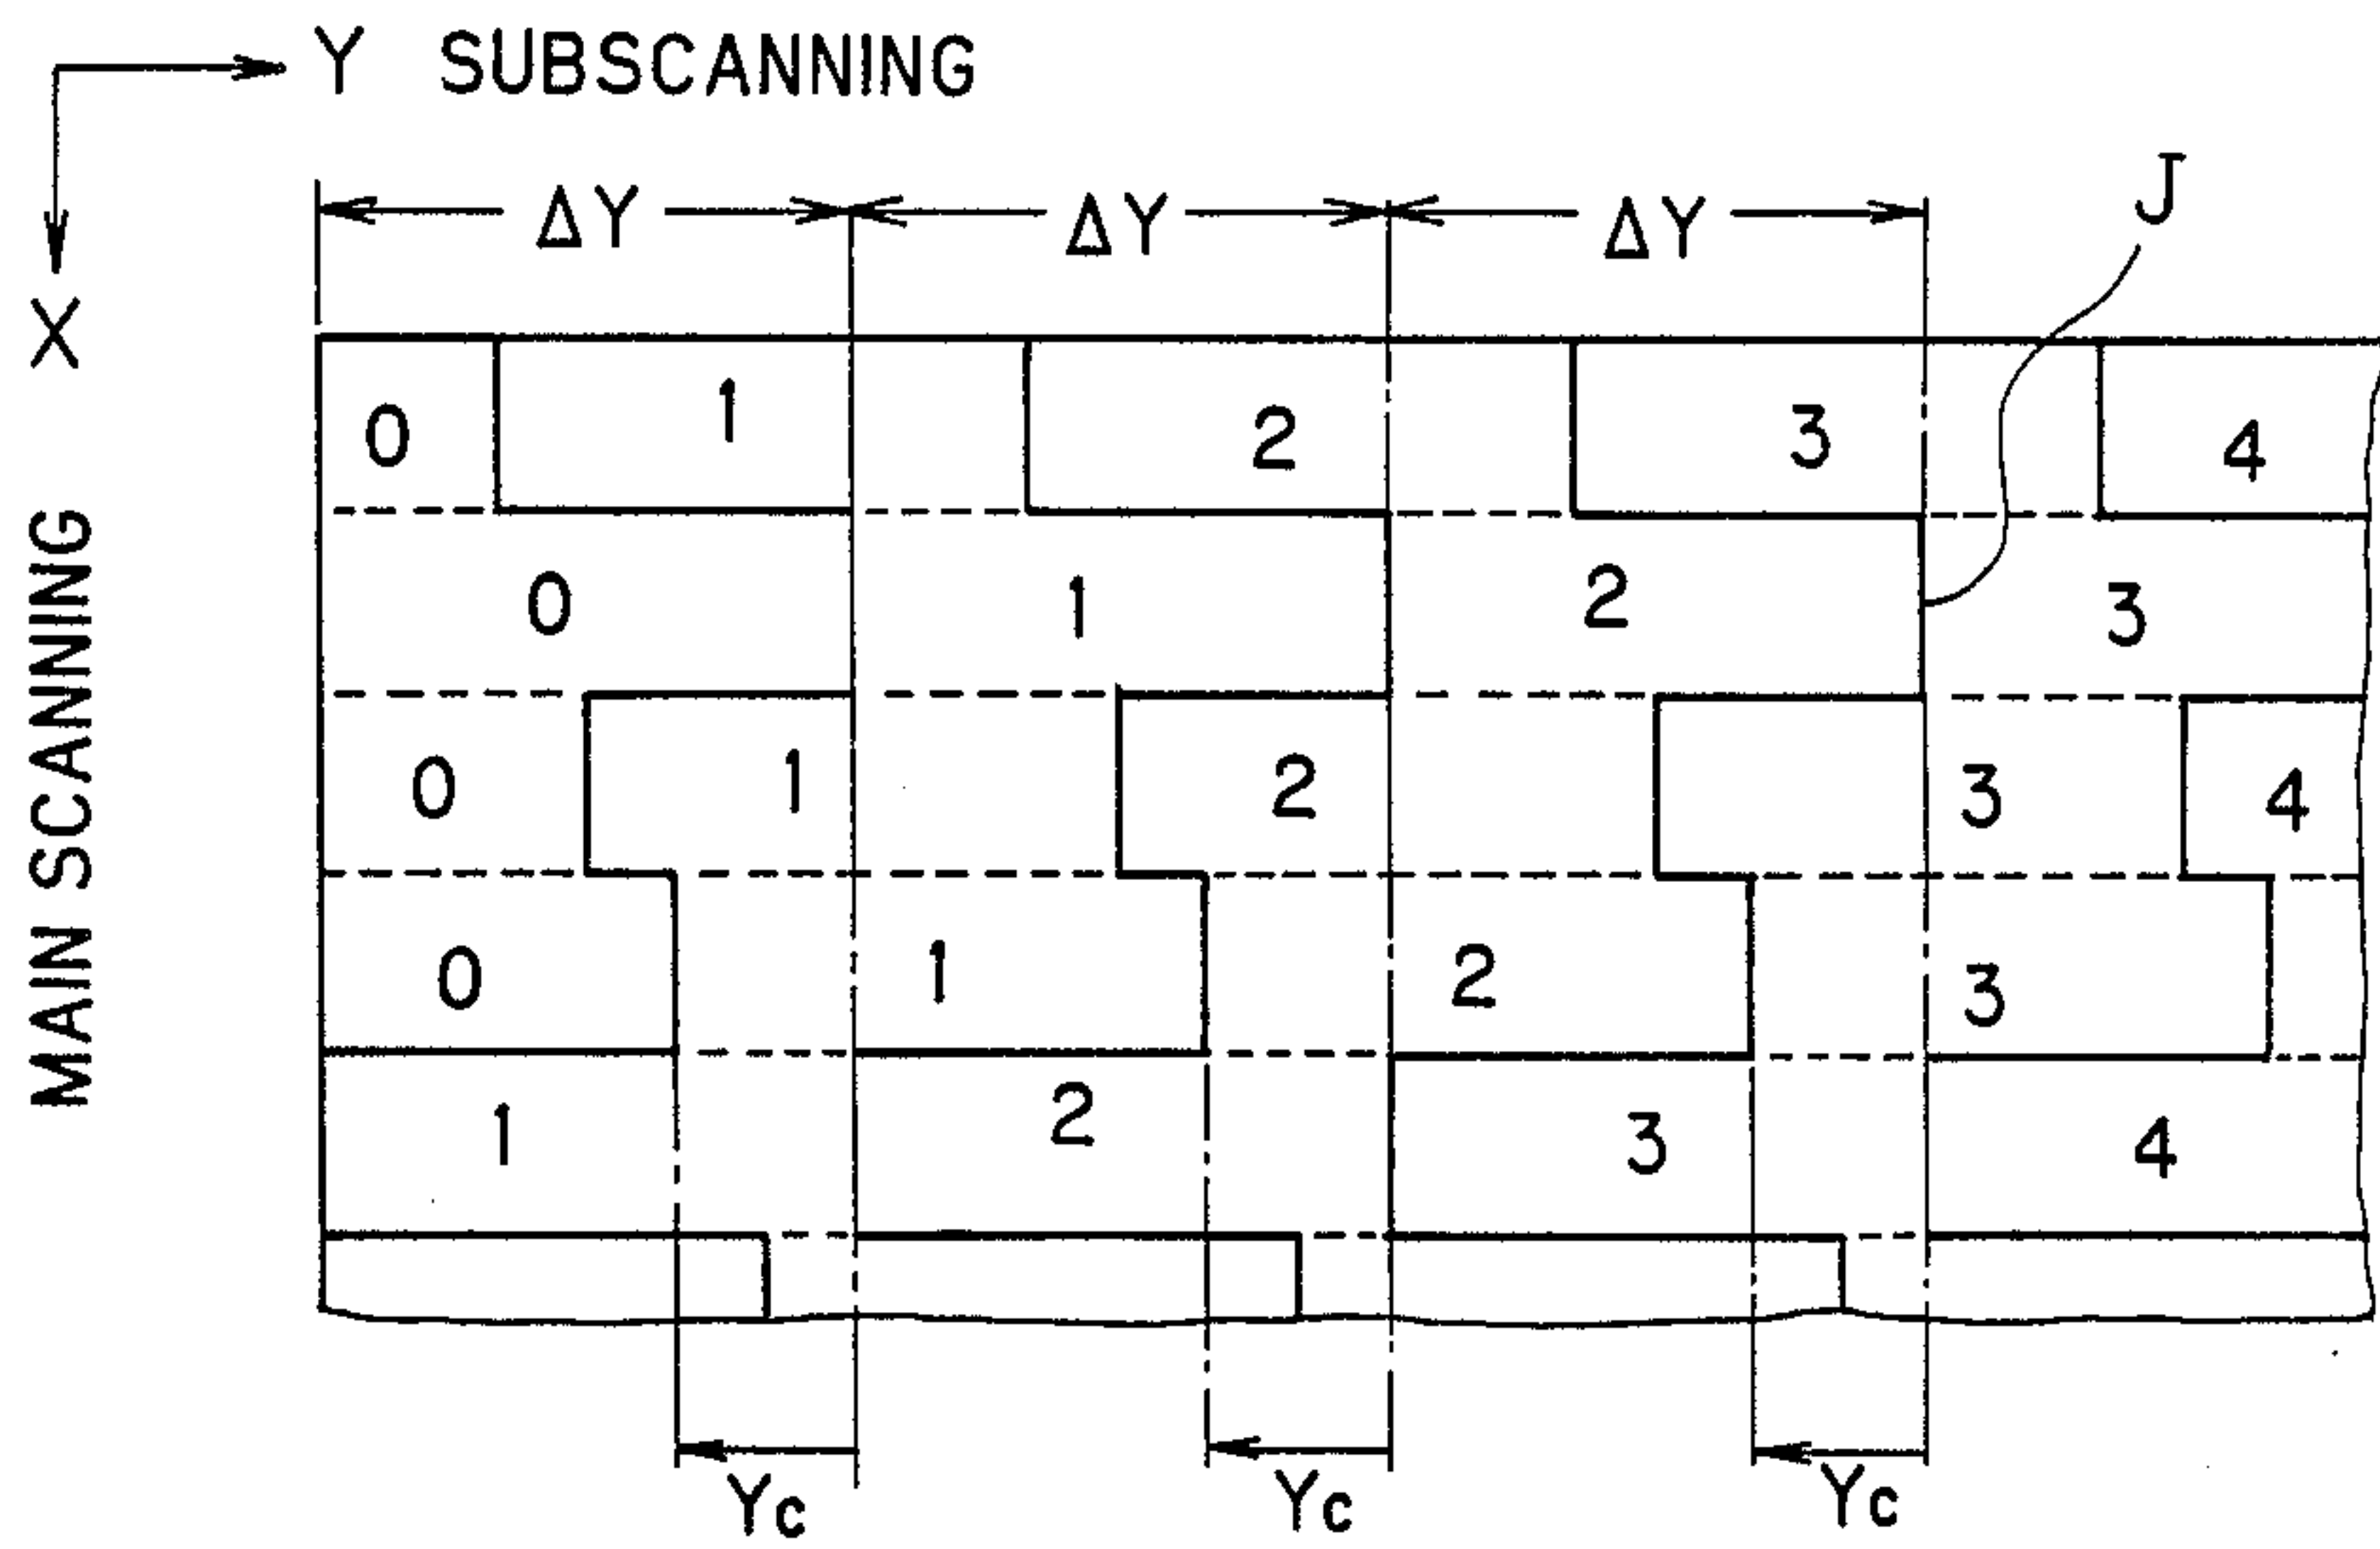 Y SUBSCANNING
X MAIN SCANNING
ΔY ΔY ΔY
J
0 1 2 3 4
0 1 2 3
0 1 2 3 4
0 1 2 3
1 2 3 4
Yc Yc Yc